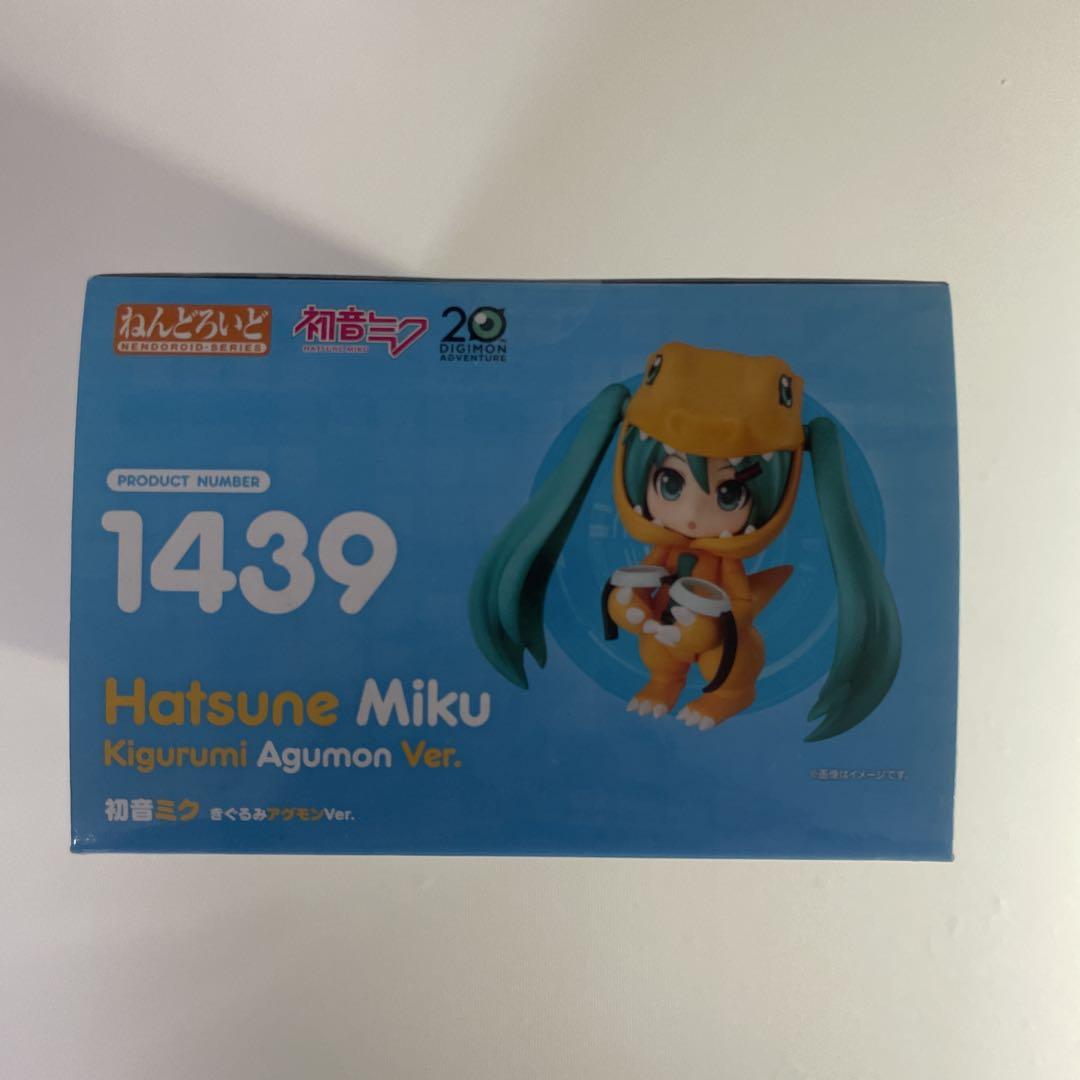 ねんどろいど
NENDOROID-SERIES
初音ミク
HATSUNE MIKU
20
DIGIMON
ADVENTURE
PRODUCT NUMBER
1439
Hatsune Miku
Kigurumi Agumon Ver.
初音ミク きぐるみアグモンVer.
※画像はイメージです。